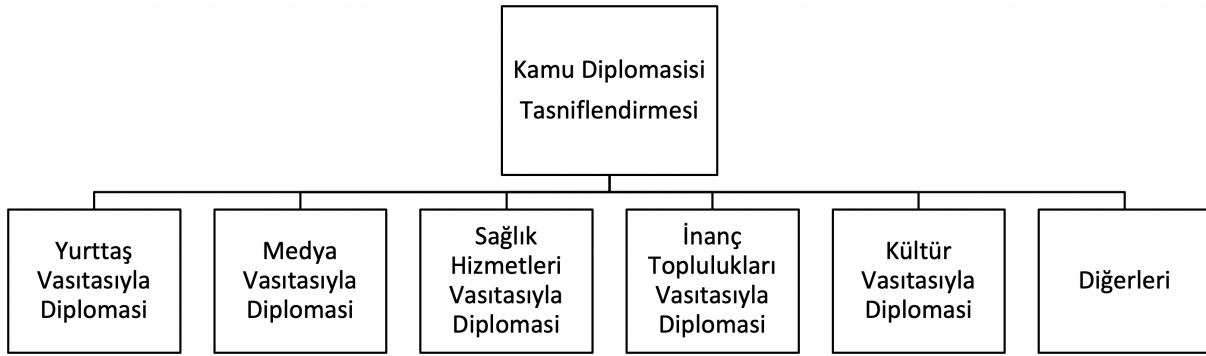 Kamu Diplomasisi
Tasniflendirmesi
Yurttaş
Vasıtasıyla
Diplomasi
Medya
Vasıtasıyla
Diplomasi
Sağlık
Hizmetleri
Vasıtasıyla
Diplomasi
İnanç
Toplulukları
Vasıtasıyla
Diplomasi
Kültür
Vasıtasıyla
Diplomasi
Diğerleri